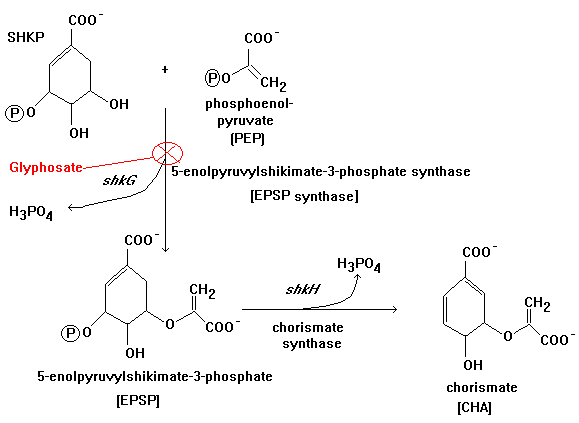 COO⁻
SHKP
P O
OH
OH
+
COO⁻
P O
CH₂
phosphoenol-
pyruvate
[PEP]
Glyphosate
shkG
5-enolpyruvylshikimate-3-phosphate synthase
[EPSP synthase]
H₃PO₄
COO⁻
CH₂
O
COO⁻
P O
OH
5-enolpyruvylshikimate-3-phosphate
[EPSP]
shkH
H₃PO₄
chorismate
synthase
COO⁻
CH₂
O
COO⁻
OH
chorismate
[CHA]